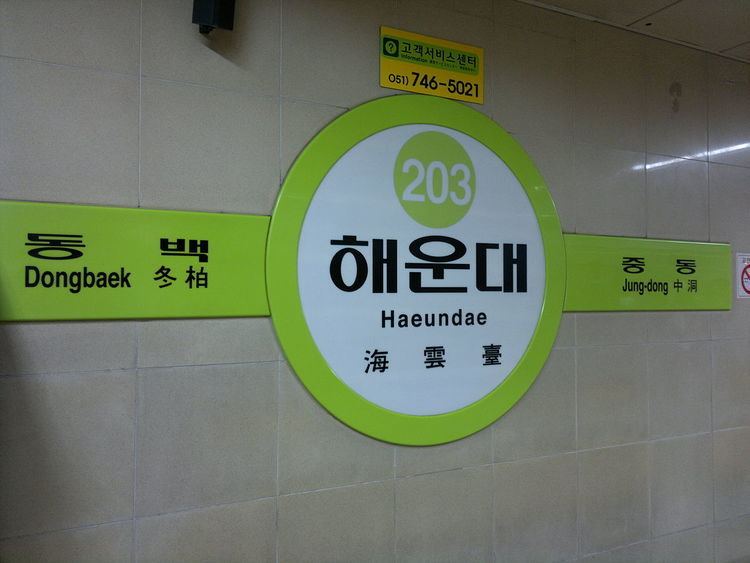 고객서비스센터
Information
051) 746-5021
203
해운대
Haeundae
海雲臺
동백
Dongbaek 冬柏
중동
Jung-dong 中洞